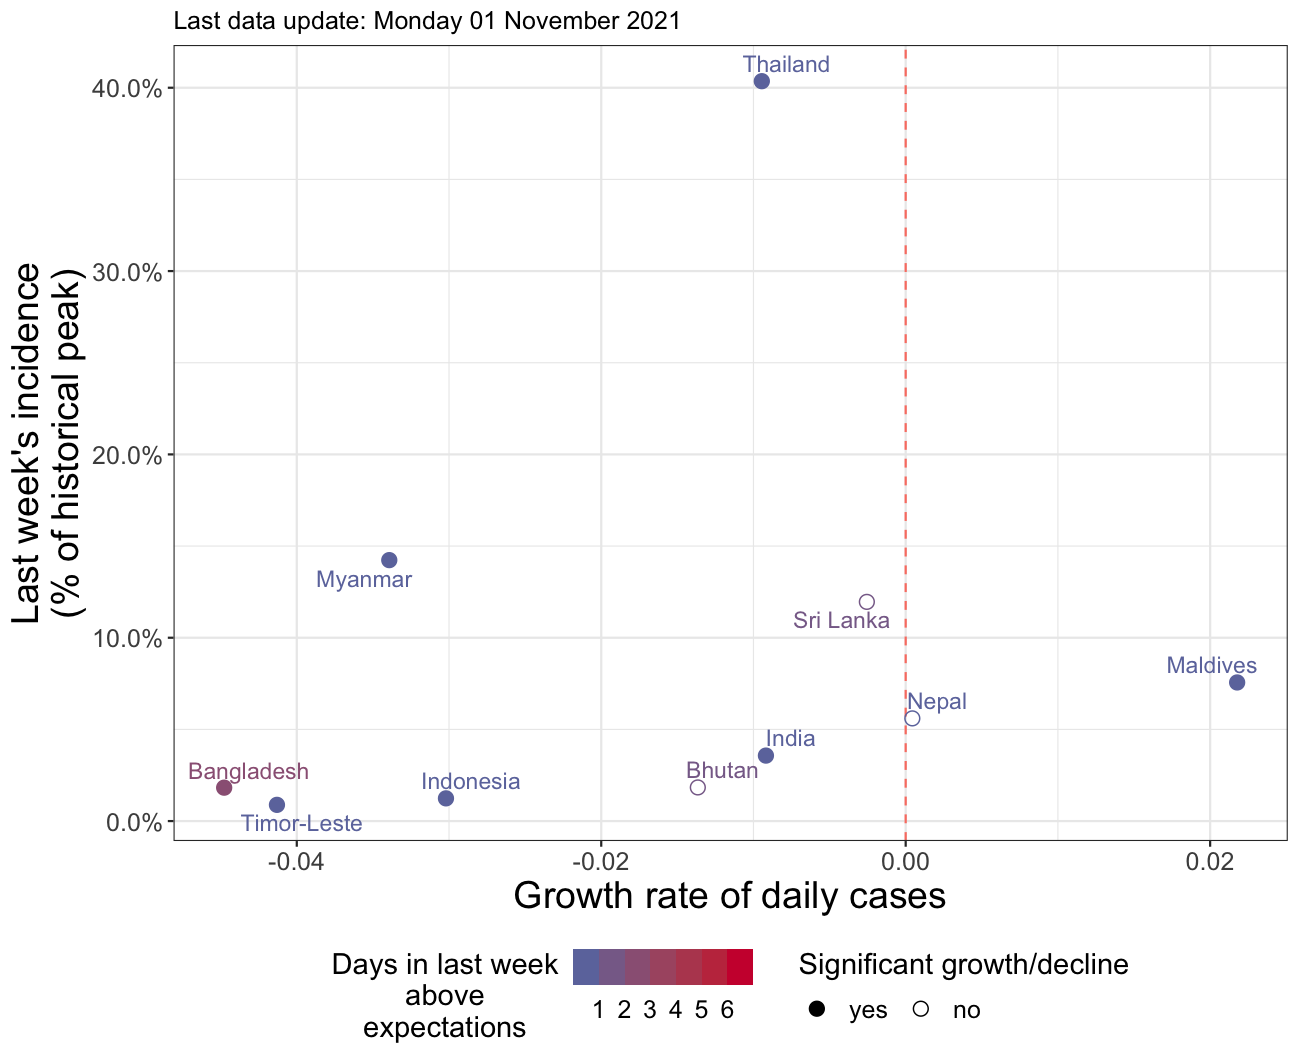 Last data update: Monday 01 November 2021
Last week's incidence
(% of historical peak)
40.0%
30.0%
20.0%
10.0%
0.0%
Thailand
Myanmar
Sri Lanka
Maldives
Nepal
India
Bhutan
Bangladesh
Indonesia
Timor-Leste
-0.04
-0.02
0.00
0.02
Growth rate of daily cases
Days in last week
above
expectations
1 2 3 4 5 6
Significant growth/decline
yes
no